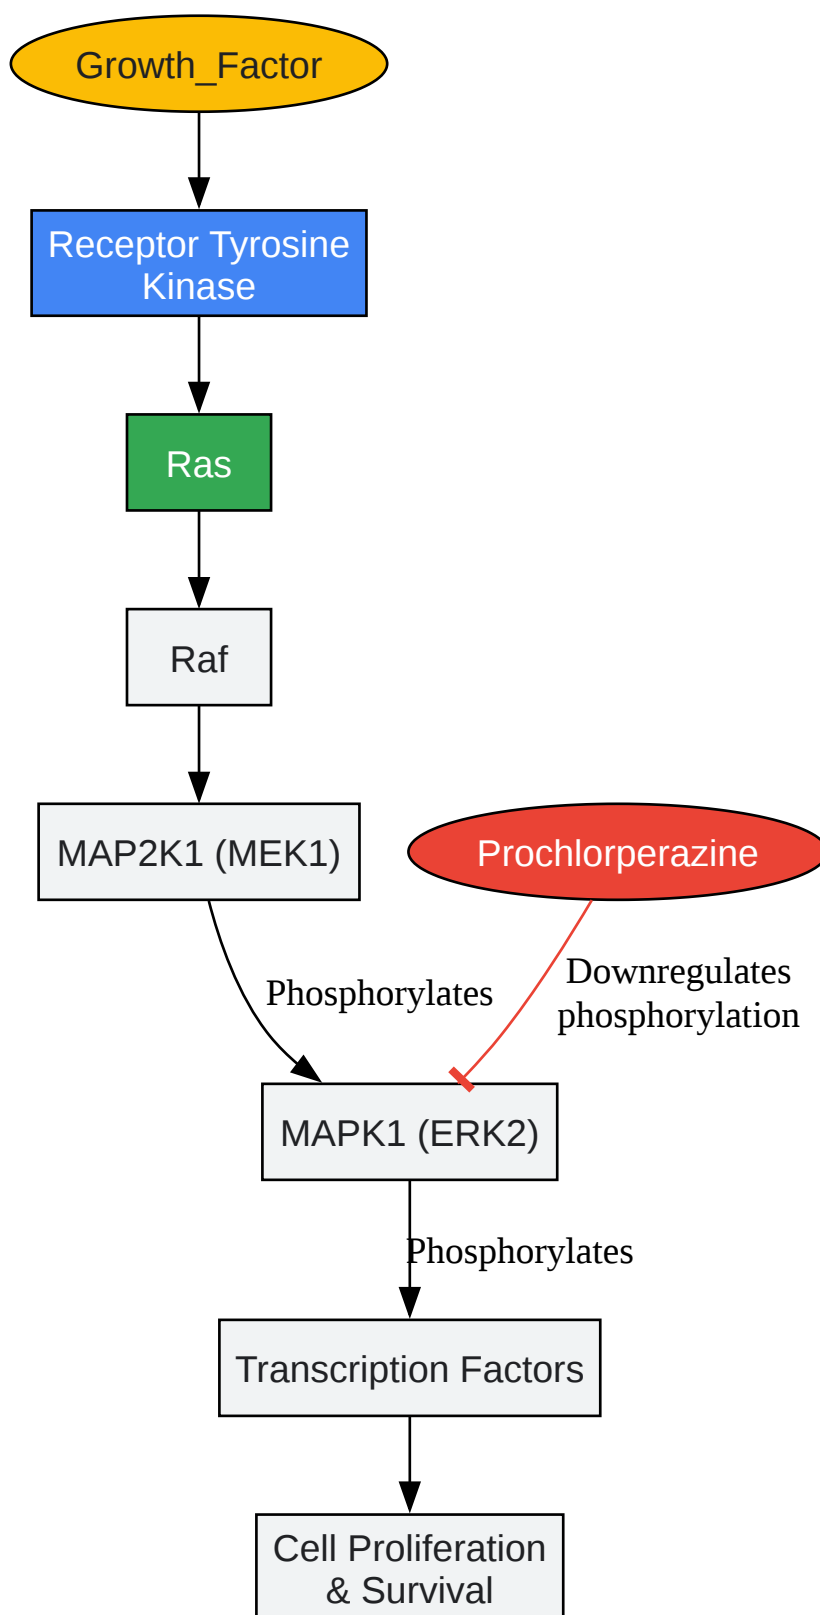 Growth_Factor
Receptor Tyrosine
Kinase
Ras
Raf
MAP2K1 (MEK1)
Prochlorperazine
Phosphorylates
Downregulates
phosphorylation
MAPK1 (ERK2)
Phosphorylates
Transcription Factors
Cell Proliferation
& Survival